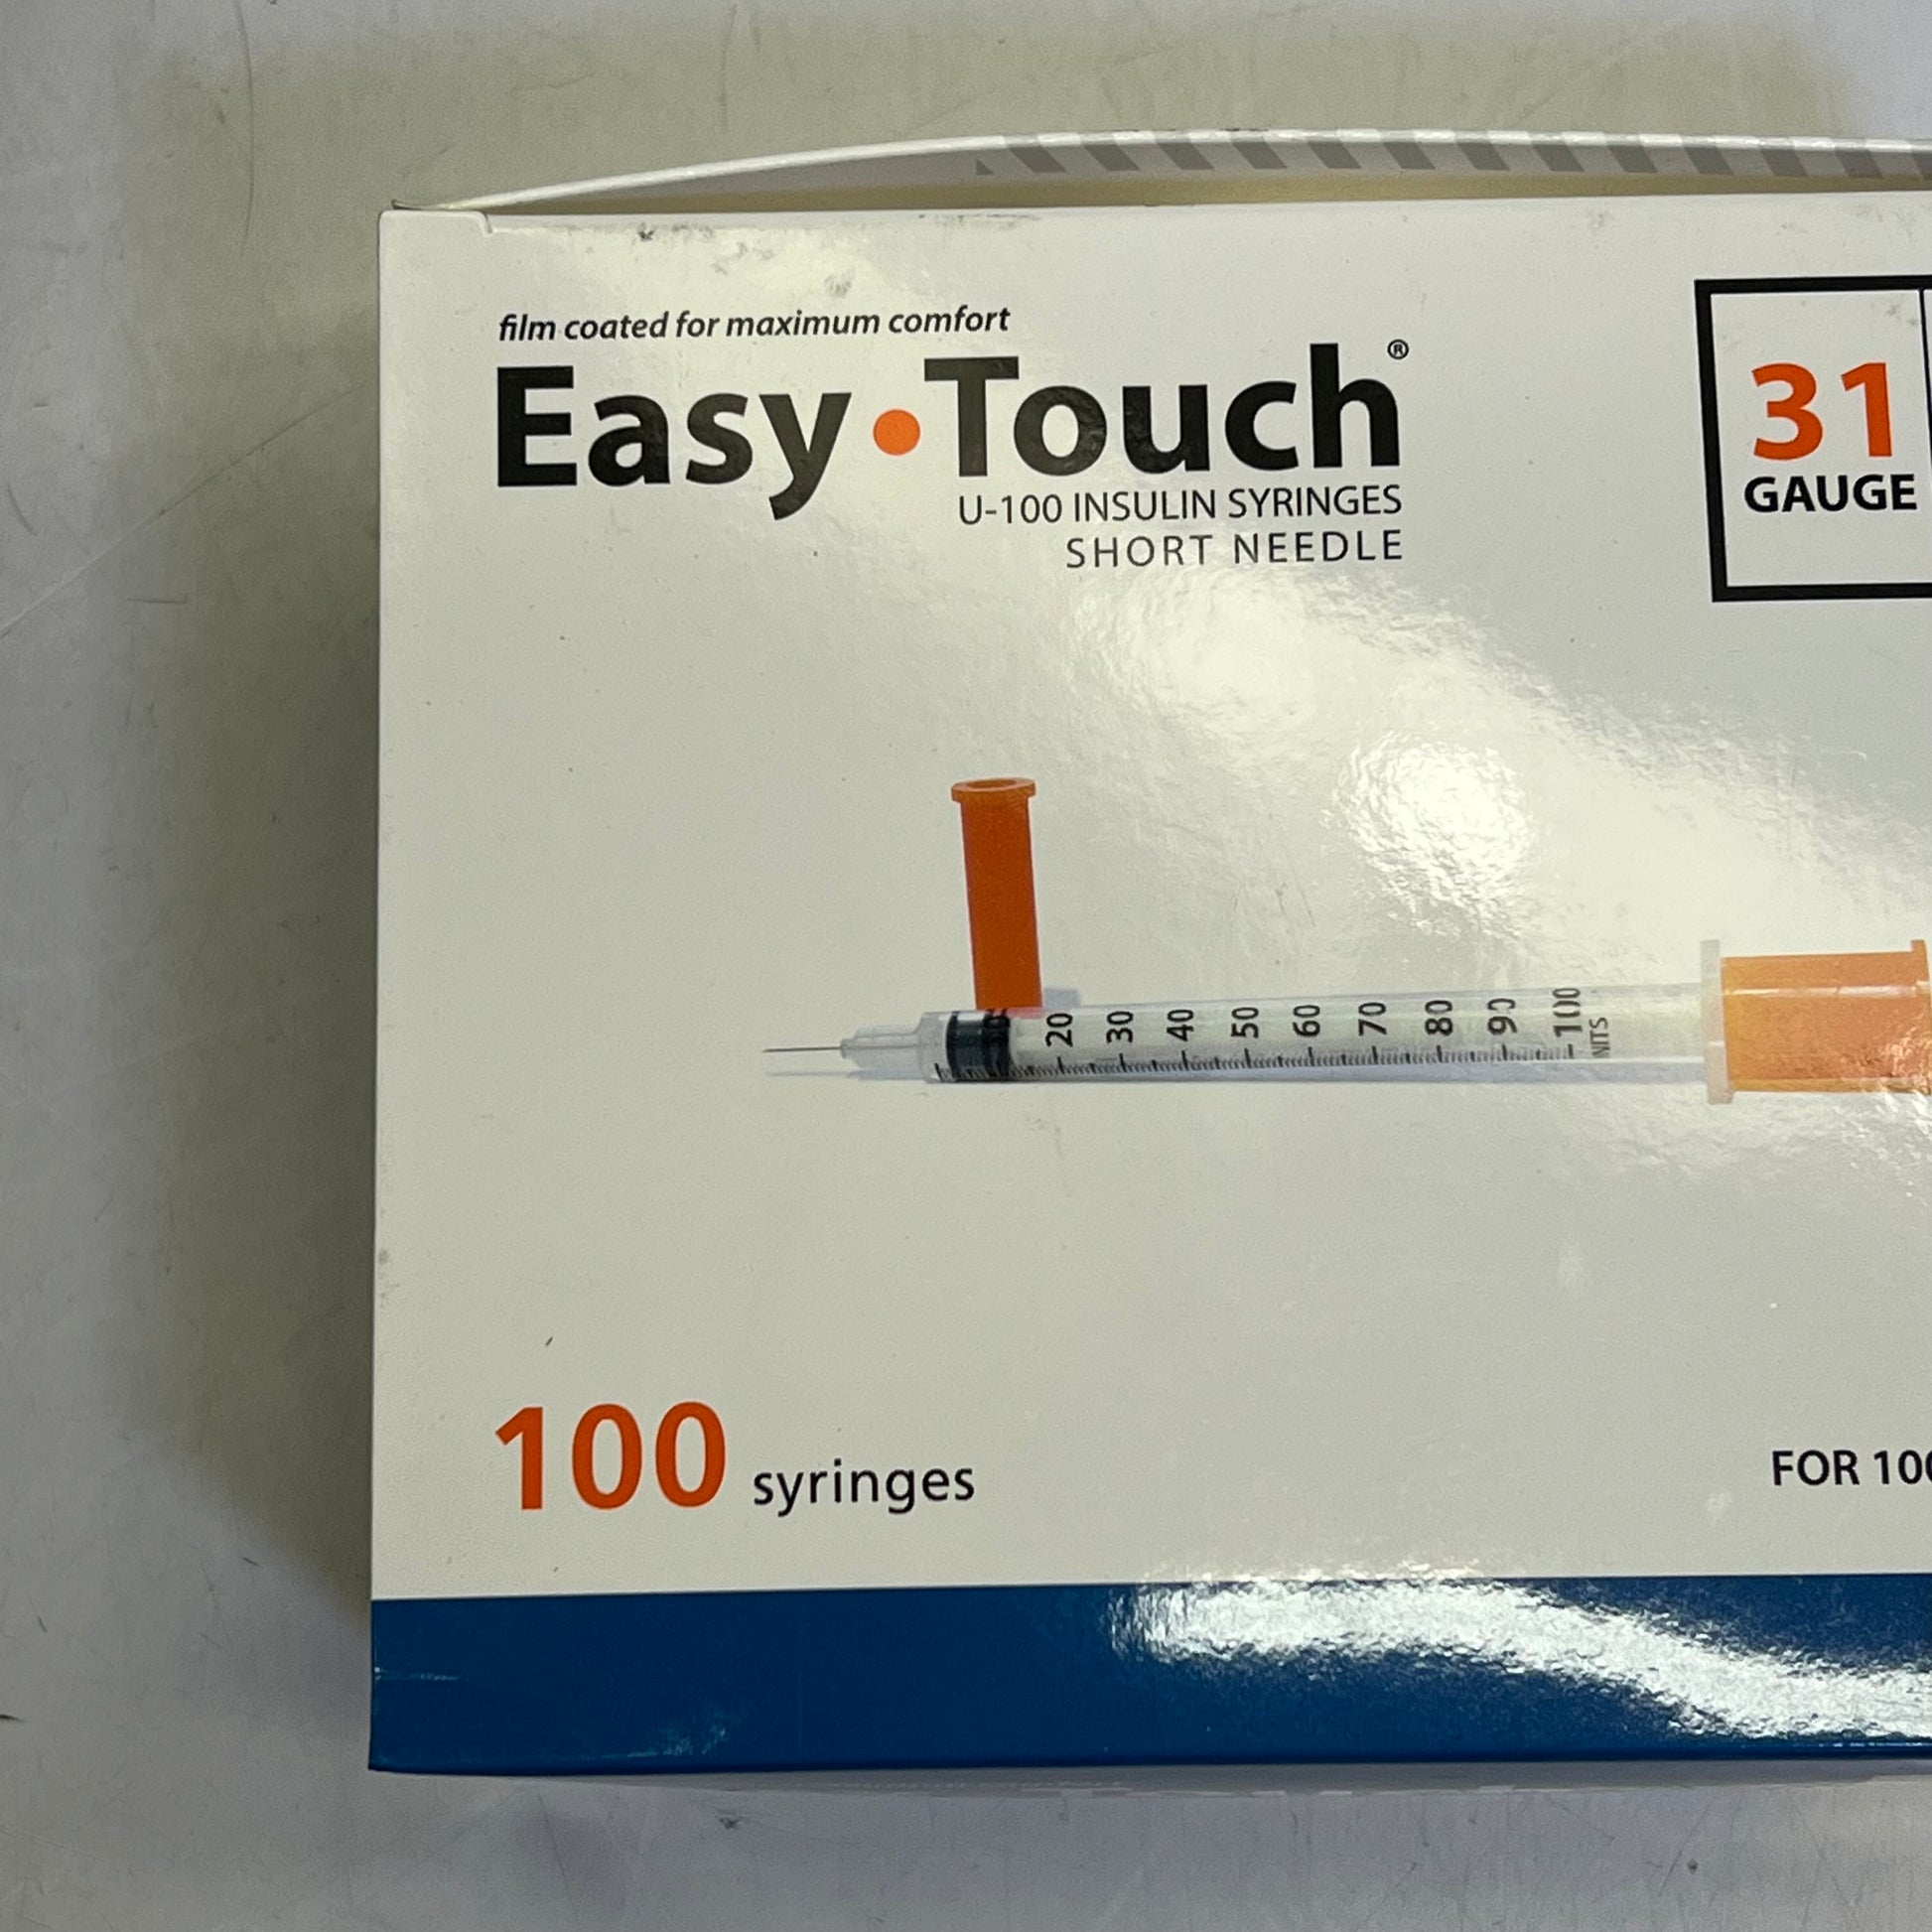 film coated for maximum comfort
Easy•Touch®
U-100 INSULIN SYRINGES
SHORT NEEDLE
31
GAUGE
20 30 40 50 60 70 80 90 100
100 syringes
FOR